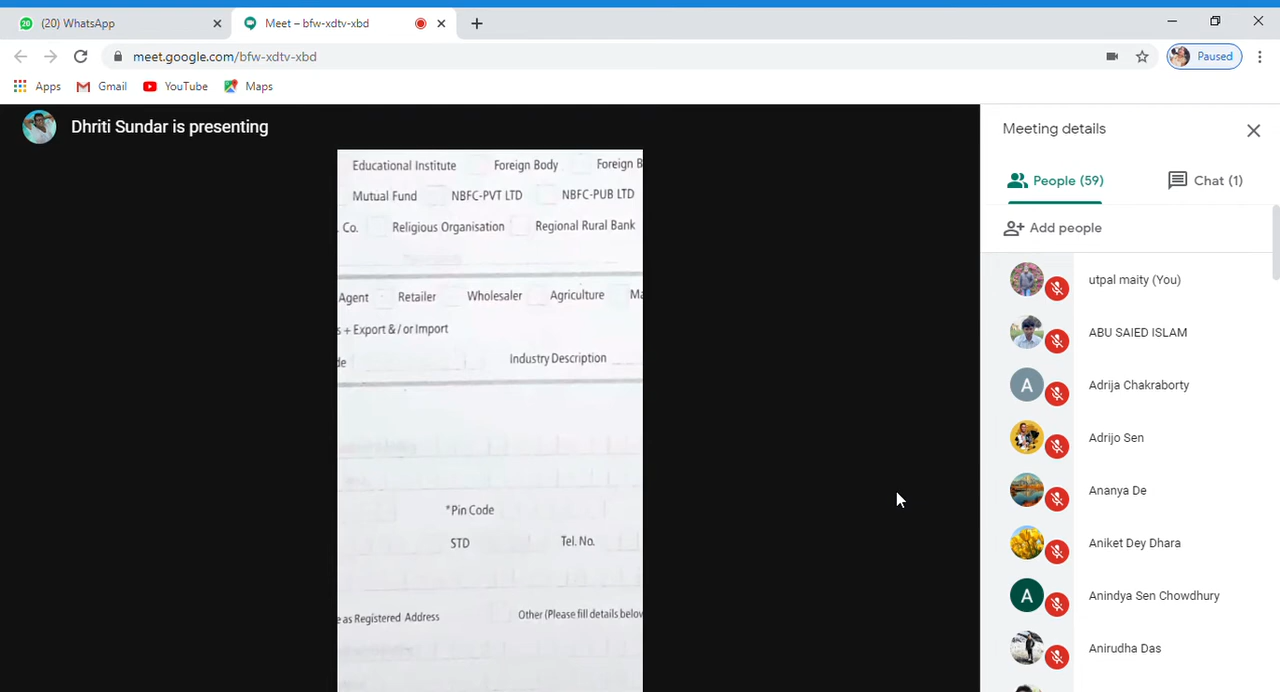 (20) WhatsApp
Meet – bfw-xdtv-xbd
meet.google.com/bfw-xdtv-xbd
Paused
Apps Gmail YouTube Maps
Dhriti Sundar is presenting
Educational Institute Foreign Body Foreign B
Mutual Fund NBFC-PVT LTD NBFC-PUB LTD
. Co. Religious Organisation Regional Rural Bank
Agent Retailer Wholesaler Agriculture Ma
s + Export & / or Import
de Industry Description
*Pin Code
STD Tel. No.
e as Registered Address Other (Please fill details below
Meeting details
People (59) Chat (1)
Add people
utpal maity (You)
ABU SAIED ISLAM
A Adrija Chakraborty
Adrijo Sen
Ananya De
Aniket Dey Dhara
A Anindya Sen Chowdhury
Anirudha Das